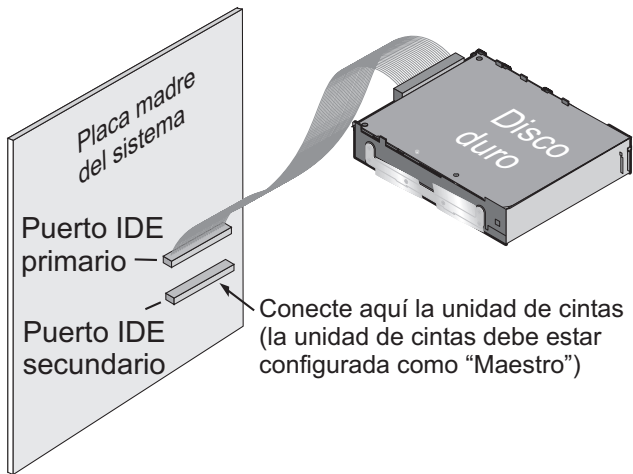 Placa madre
del sistema
Disco
duro
Puerto IDE
primario
Puerto IDE
secundario
Conecte aquí la unidad de cintas
(la unidad de cintas debe estar
configurada como “Maestro”)